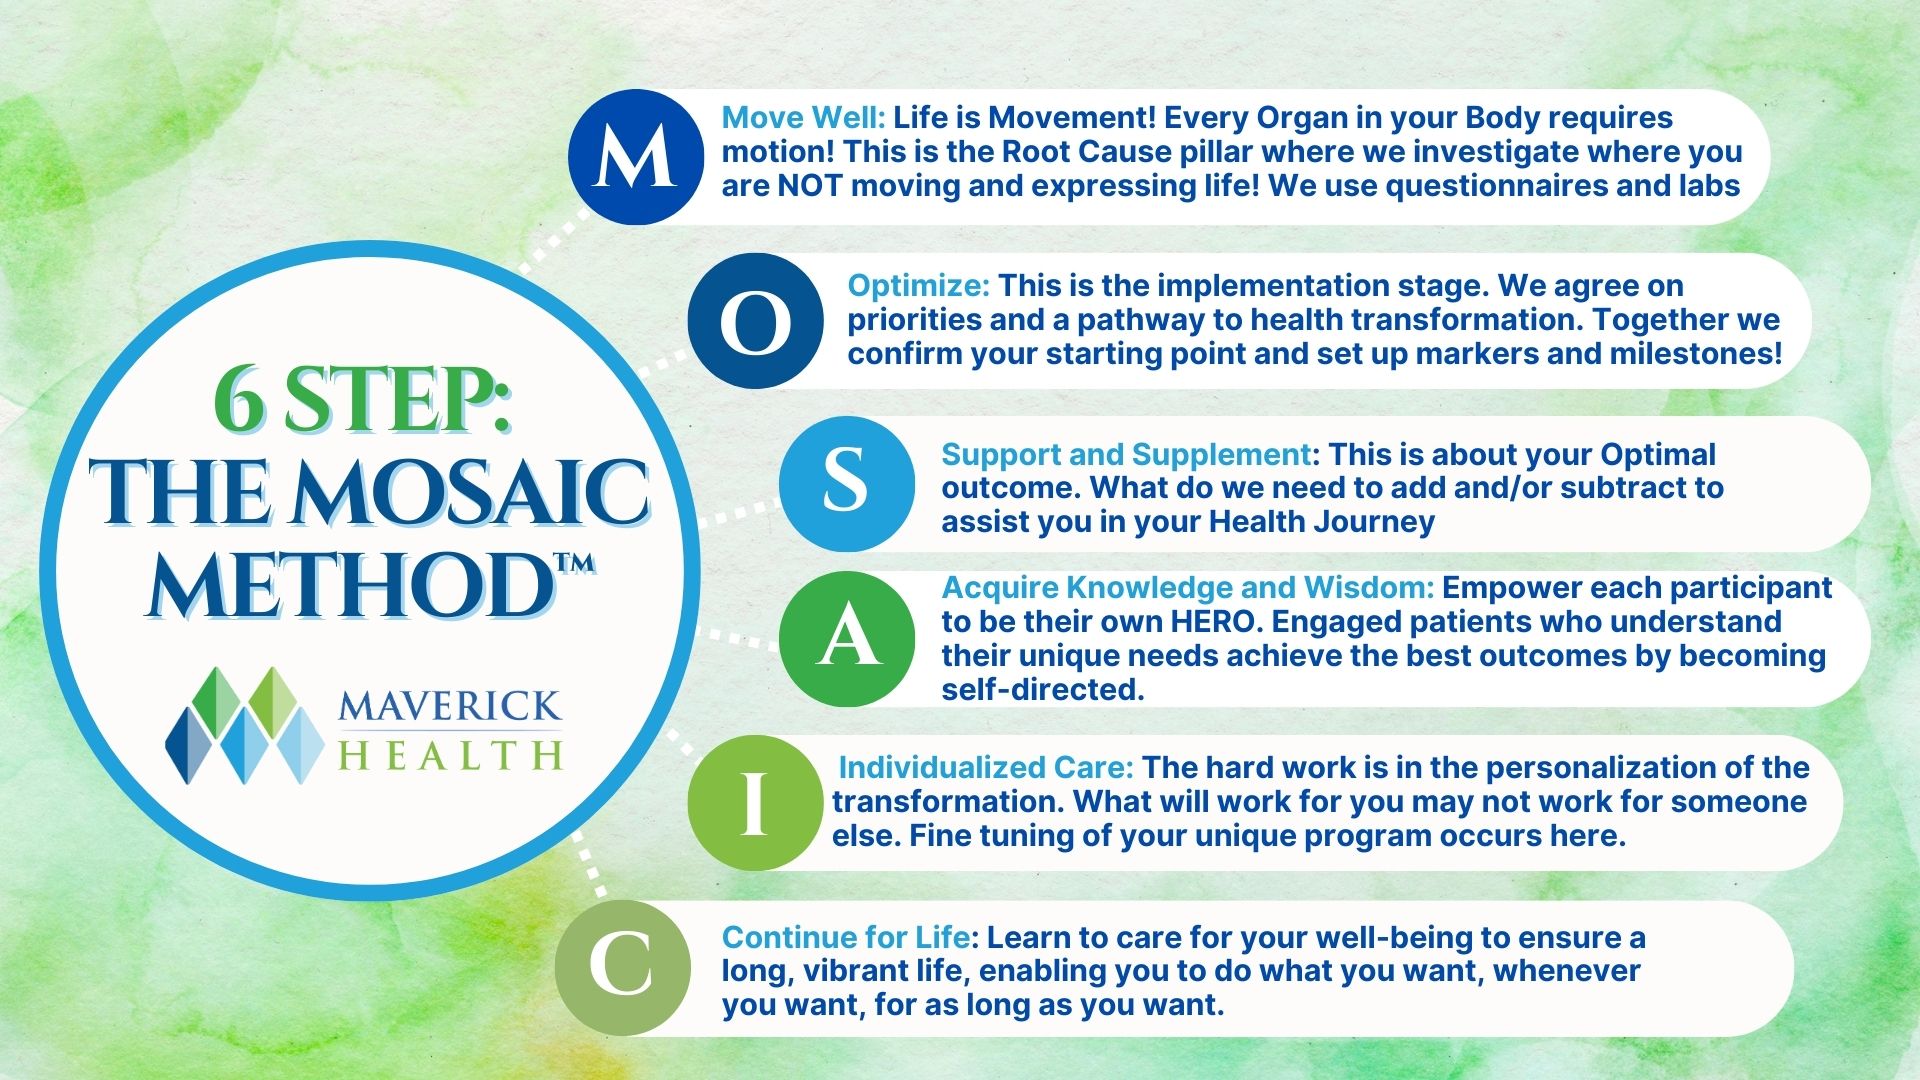 6 STEP:
THE MOSAIC
METHOD™
MAVERICK
HEALTH
M
Move Well: Life is Movement! Every Organ in your Body requires
motion! This is the Root Cause pillar where we investigate where you
are NOT moving and expressing life! We use questionnaires and labs
O
Optimize: This is the implementation stage. We agree on
priorities and a pathway to health transformation. Together we
confirm your starting point and set up markers and milestones!
S
Support and Supplement: This is about your Optimal
outcome. What do we need to add and/or subtract to
assist you in your Health Journey
A
Acquire Knowledge and Wisdom: Empower each participant
to be their own HERO. Engaged patients who understand
their unique needs achieve the best outcomes by becoming
self-directed.
I
Individualized Care: The hard work is in the personalization of the
transformation. What will work for you may not work for someone
else. Fine tuning of your unique program occurs here.
C
Continue for Life: Learn to care for your well-being to ensure a
long, vibrant life, enabling you to do what you want, whenever
you want, for as long as you want.